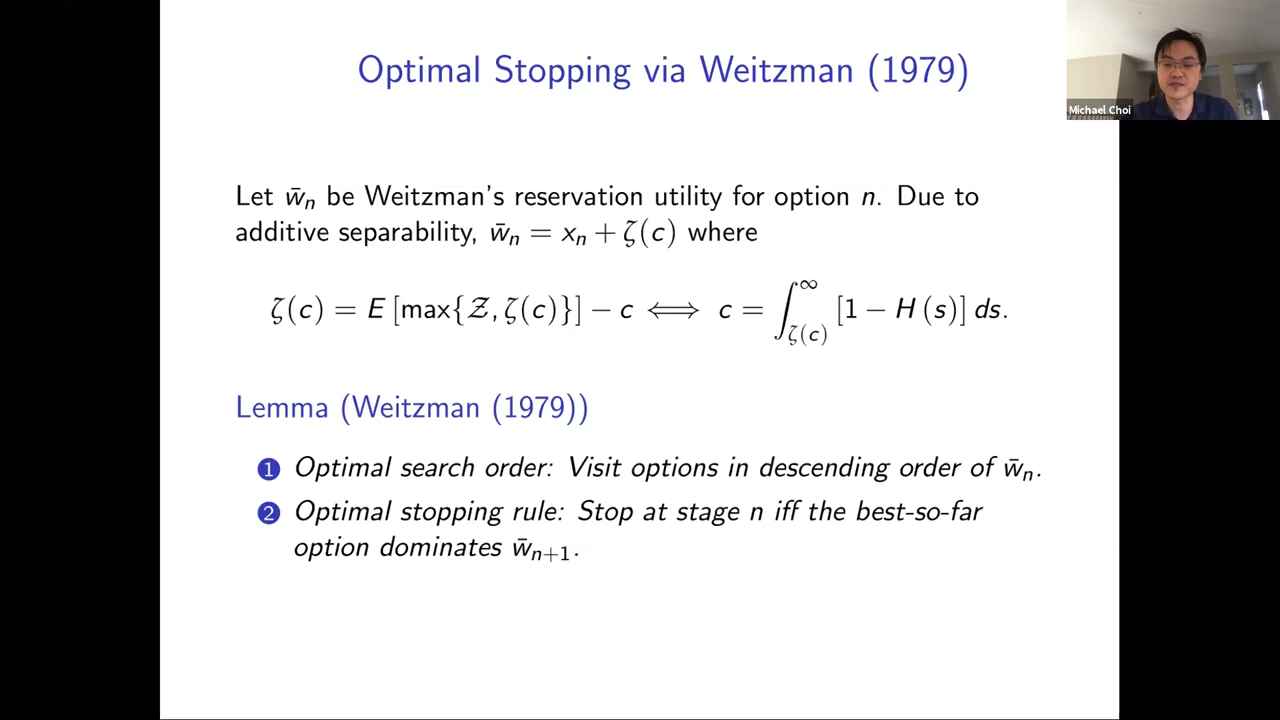 Optimal Stopping via Weitzman (1979)
Michael Choi
Let w̄ₙ be Weitzman's reservation utility for option n. Due to
additive separability, w̄ₙ = xₙ + ζ(c) where
ζ(c) = E [max{Z, ζ(c)}] − c ⟺ c = ∫_{ζ(c)}^{∞} [1 − H (s)] ds.
Lemma (Weitzman (1979))
1 Optimal search order: Visit options in descending order of w̄ₙ.
2 Optimal stopping rule: Stop at stage n iff the best-so-far
option dominates w̄ₙ₊₁.